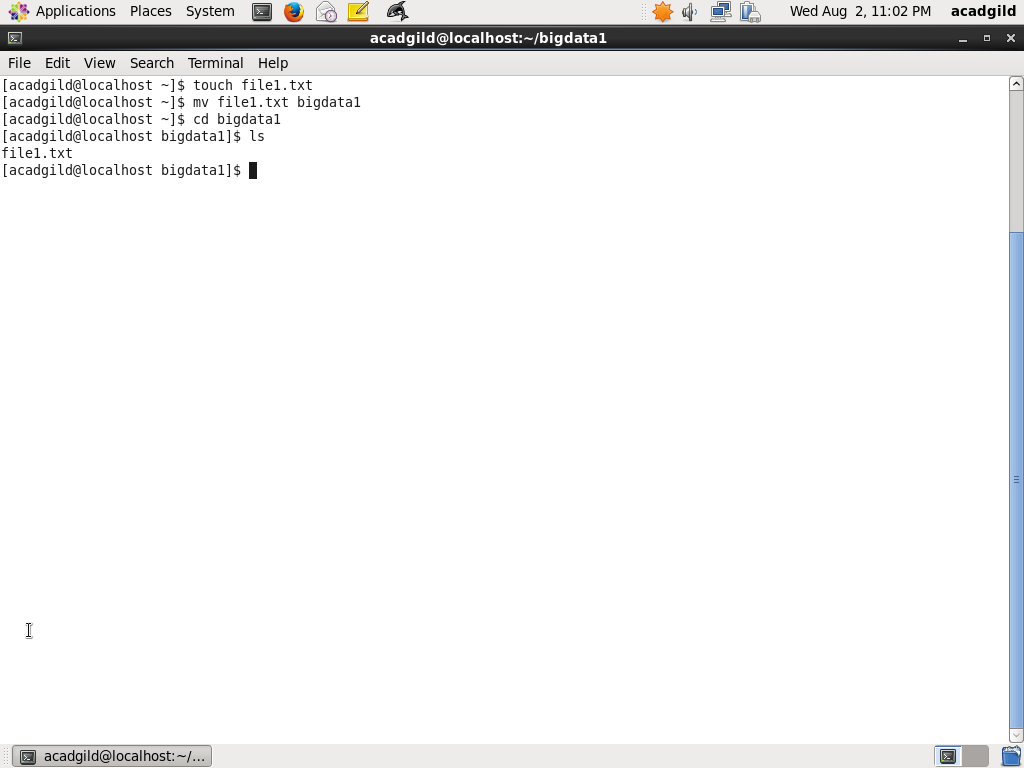 Applications Places System Wed Aug 2, 11:02 PM acadgild
acadgild@localhost:~/bigdata1
File Edit View Search Terminal Help
[acadgild@localhost ~]$ touch file1.txt
[acadgild@localhost ~]$ mv file1.txt bigdata1
[acadgild@localhost ~]$ cd bigdata1
[acadgild@localhost bigdata1]$ ls
file1.txt
[acadgild@localhost bigdata1]$
acadgild@localhost:~/...